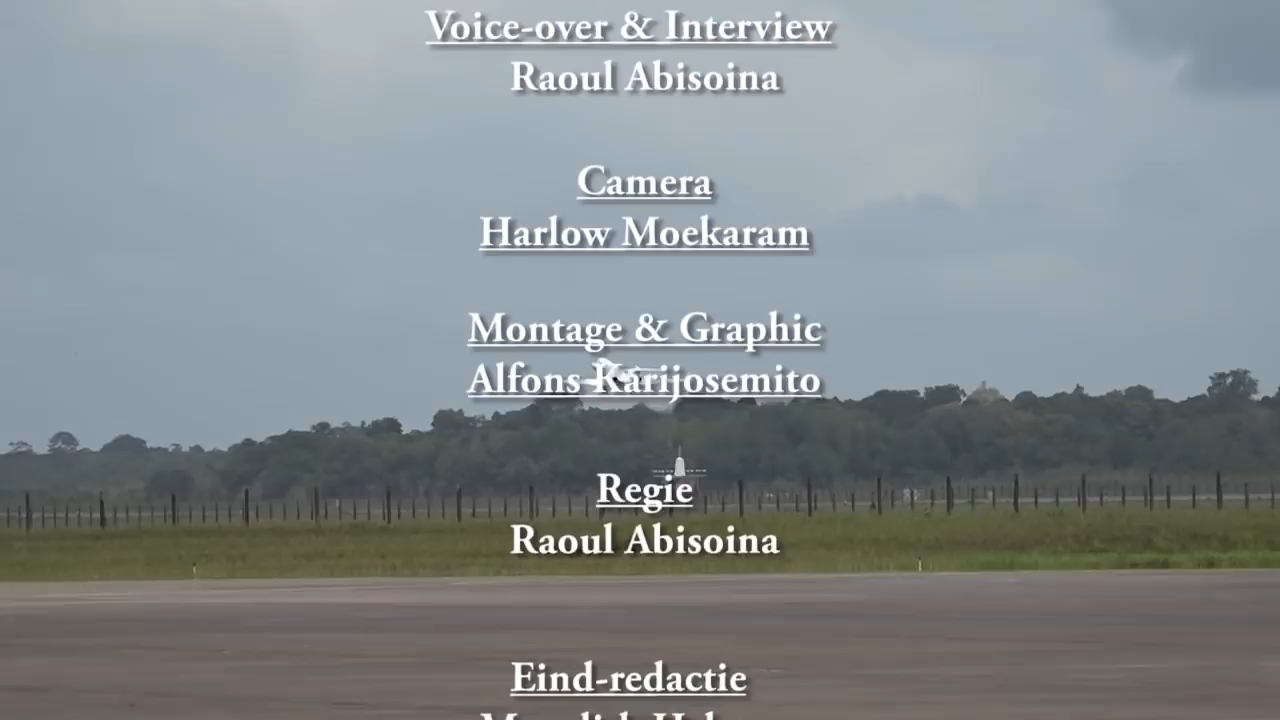 Voice-over & Interview
Raoul Abisoina
Camera
Harlow Moekaram
Montage & Graphic
Alfons Karijosemito
Regie
Raoul Abisoina
Eind-redactie